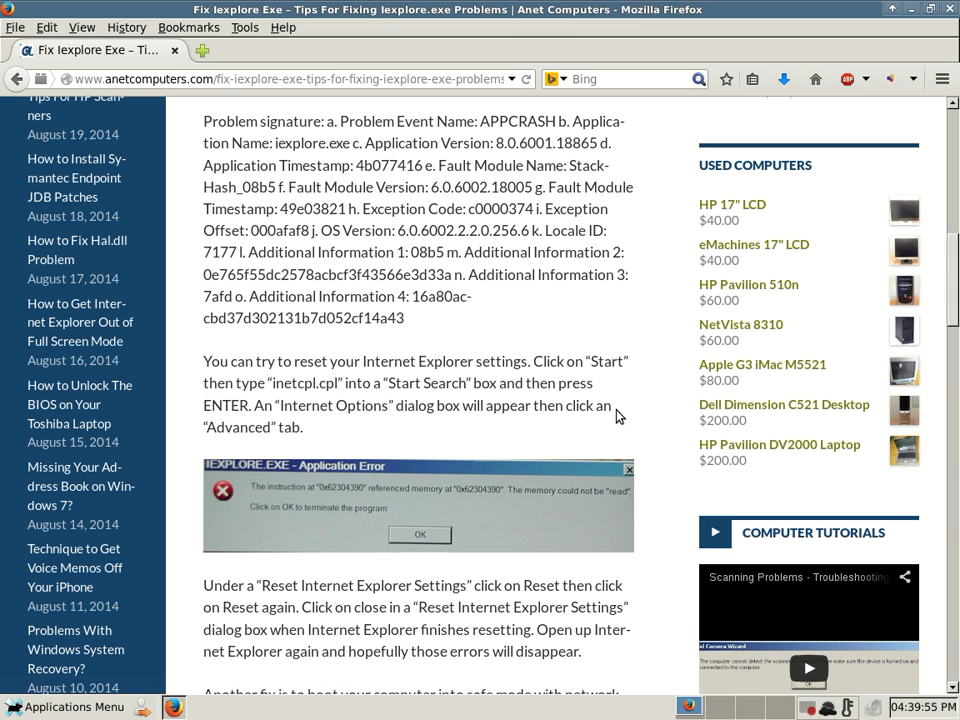 Fix Iexplore Exe – Tips For Fixing Iexplore.exe Problems | Anet Computers - Mozilla Firefox
File Edit View History Bookmarks Tools Help
Fix Iexplore Exe – Ti...
www.anetcomputers.com/fix-iexplore-exe-tips-for-fixing-iexplore-exe-problems
Bing
ABP
Tips For HP Scan-
ners
August 19, 2014
How to Install Sy-
mantec Endpoint
JDB Patches
August 18, 2014
How to Fix Hal.dll
Problem
August 17, 2014
How to Get Inter-
net Explorer Out of
Full Screen Mode
August 16, 2014
How to Unlock The
BIOS on Your
Toshiba Laptop
August 15, 2014
Missing Your Ad-
dress Book on Win-
dows 7?
August 14, 2014
Technique to Get
Voice Memos Off
Your iPhone
August 11, 2014
Problems With
Windows System
Recovery?
August 10, 2014
Problem signature: a. Problem Event Name: APPCRASH b. Applica-
tion Name: iexplore.exe c. Application Version: 8.0.6001.18865 d.
Application Timestamp: 4b077416 e. Fault Module Name: Stack-
Hash_08b5 f. Fault Module Version: 6.0.6002.18005 g. Fault Module
Timestamp: 49e03821 h. Exception Code: c0000374 i. Exception
Offset: 000afaf8 j. OS Version: 6.0.6002.2.2.0.256.6 k. Locale ID:
7177 l. Additional Information 1: 08b5 m. Additional Information 2:
0e765f55dc2578acbcf3f43566e3d33a n. Additional Information 3:
7afd o. Additional Information 4: 16a80ac-
cbd37d302131b7d052cf14a43
You can try to reset your Internet Explorer settings. Click on “Start”
then type “inetcpl.cpl” into a “Start Search” box and then press
ENTER. An “Internet Options” dialog box will appear then click an
“Advanced” tab.
IEXPLORE.EXE - Application Error
The instruction at "0x62304390" referenced memory at "0x62304390". The memory could not be "read".
Click on OK to terminate the program
OK
Under a “Reset Internet Explorer Settings” click on Reset then click
on Reset again. Click on close in a “Reset Internet Explorer Settings”
dialog box when Internet Explorer finishes resetting. Open up Inter-
net Explorer again and hopefully those errors will disappear.
Another fix is to boot your computer into safe mode with network
USED COMPUTERS
HP 17" LCD
$40.00
eMachines 17" LCD
$40.00
HP Pavilion 510n
$60.00
NetVista 8310
$60.00
Apple G3 iMac M5521
$80.00
Dell Dimension C521 Desktop
$200.00
HP Pavilion DV2000 Laptop
$200.00
COMPUTER TUTORIALS
Scanning Problems - Troubleshooting
Applications Menu
04:39:55 PM